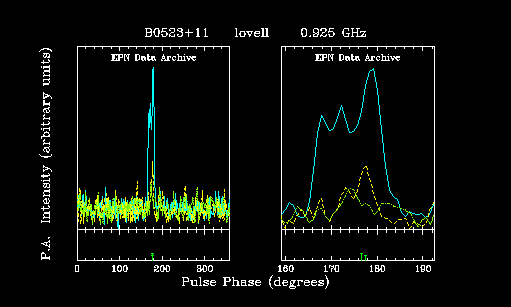 B0523+11 lovell 0.925 GHz
EPN Data Archive EPN Data Archive
P.A. Intensity (arbitrary units)
0 100 200 300 160 170 180 190
Pulse Phase (degrees)